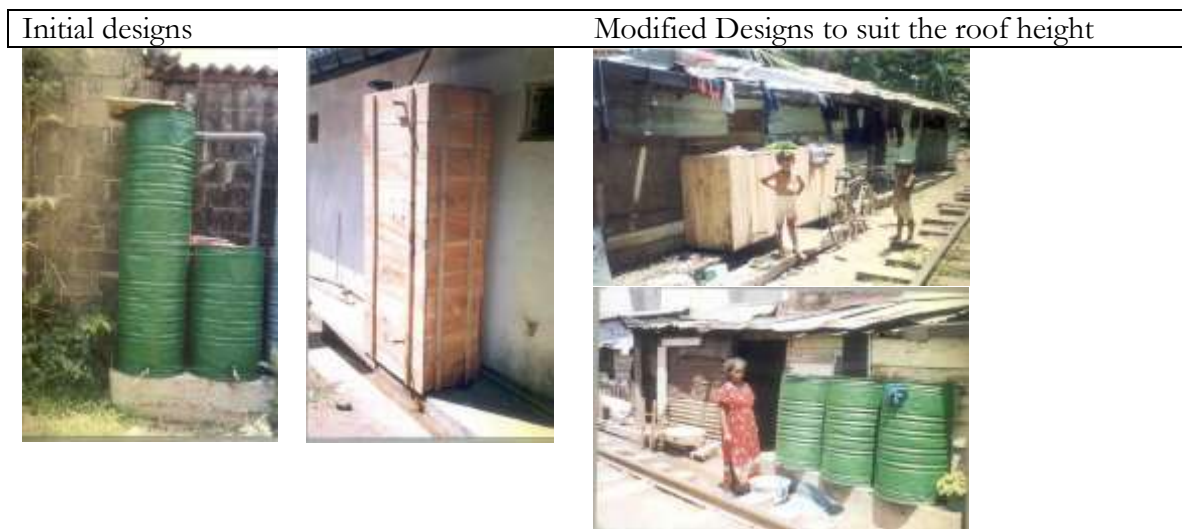 Initial designs
Modified Designs to suit the roof height